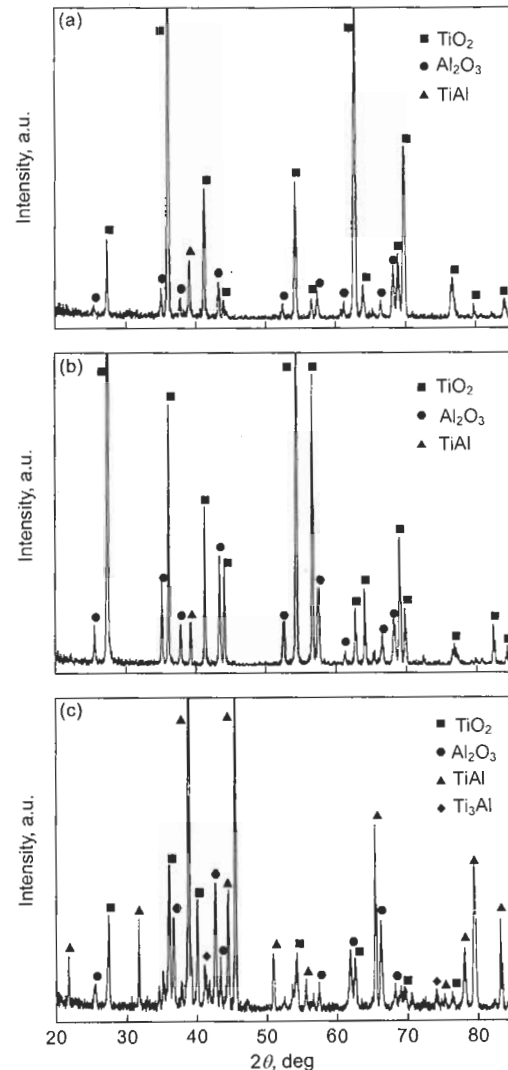 (a)
■ TiO₂
● Al₂O₃
▲ TiAl
Intensity, a.u.
(b)
■ TiO₂
● Al₂O₃
▲ TiAl
Intensity, a.u.
(c)
■ TiO₂
● Al₂O₃
▲ TiAl
◆ Ti₃Al
Intensity, a.u.
20 30 40 50 60 70 80
2θ, deg